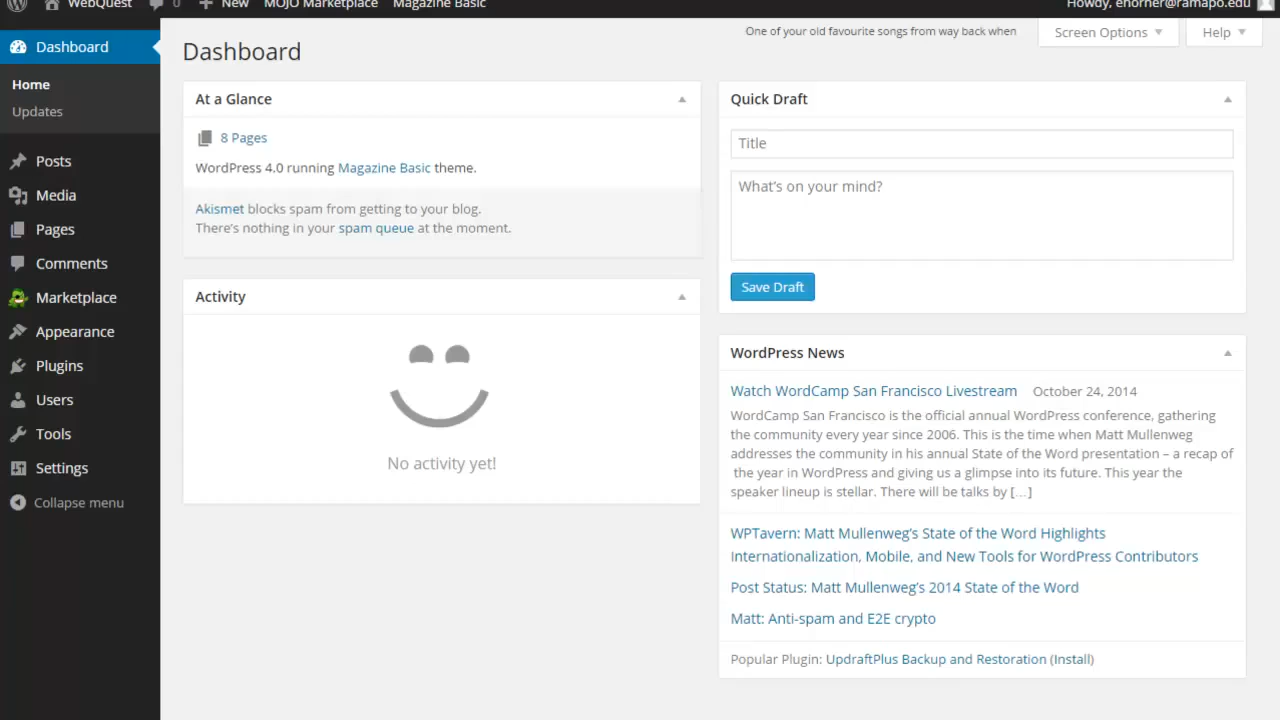 WebQuest 0 New MOJO Marketplace Magazine Basic Howdy, ehorner@ramapo.edu
One of your old favourite songs from way back when
Screen Options
Help
Dashboard
Home
Updates
Posts
Media
Pages
Comments
Marketplace
Appearance
Plugins
Users
Tools
Settings
Collapse menu
Dashboard
At a Glance
8 Pages
WordPress 4.0 running Magazine Basic theme.
Akismet blocks spam from getting to your blog.
There's nothing in your spam queue at the moment.
Activity
No activity yet!
Quick Draft
Title
What's on your mind?
Save Draft
WordPress News
Watch WordCamp San Francisco Livestream October 24, 2014
WordCamp San Francisco is the official annual WordPress conference, gathering
the community every year since 2006. This is the time when Matt Mullenweg
addresses the community in his annual State of the Word presentation – a recap of
the year in WordPress and giving us a glimpse into its future. This year the
speaker lineup is stellar. There will be talks by […]
WPTavern: Matt Mullenweg's State of the Word Highlights
Internationalization, Mobile, and New Tools for WordPress Contributors
Post Status: Matt Mullenweg's 2014 State of the Word
Matt: Anti-spam and E2E crypto
Popular Plugin: UpdraftPlus Backup and Restoration (Install)